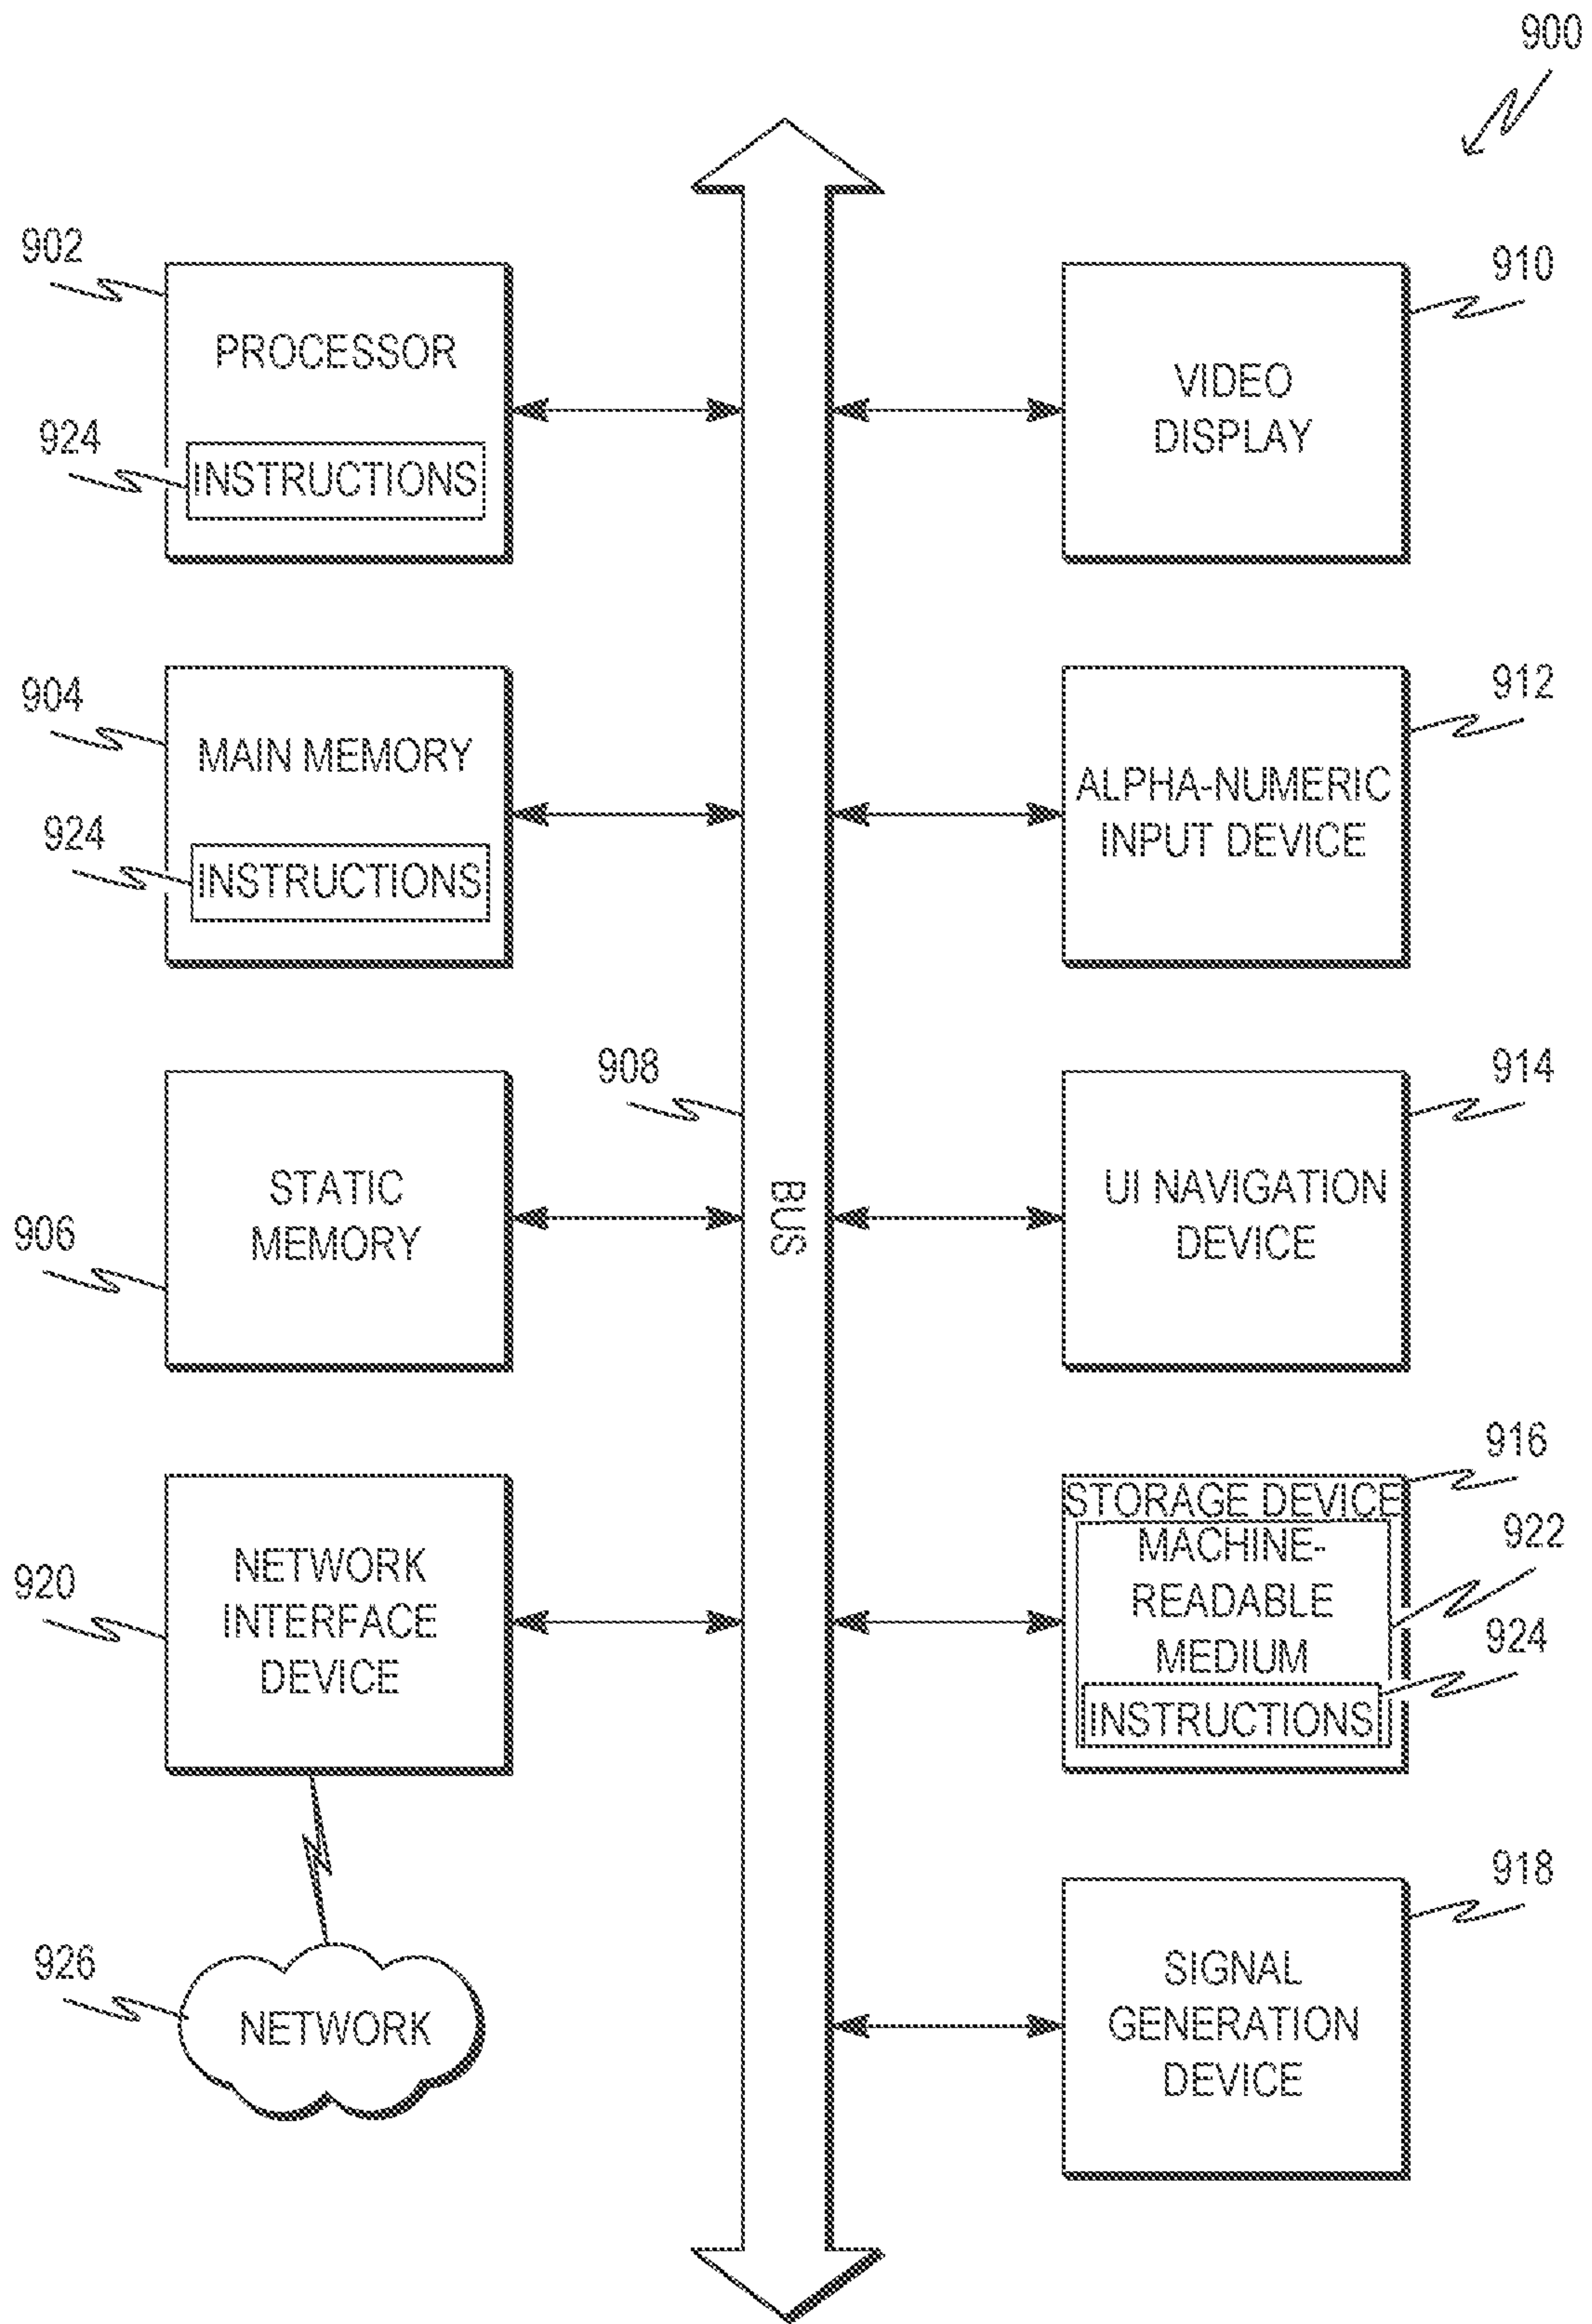 900
902
PROCESSOR
924
INSTRUCTIONS
904
MAIN MEMORY
924
INSTRUCTIONS
906
STATIC
MEMORY
920
NETWORK
INTERFACE
DEVICE
926
NETWORK
908
BUS
910
VIDEO
DISPLAY
912
ALPHA-NUMERIC
INPUT DEVICE
914
UI NAVIGATION
DEVICE
916
STORAGE DEVICE
922
MACHINE-
READABLE
MEDIUM
924
INSTRUCTIONS
918
SIGNAL
GENERATION
DEVICE